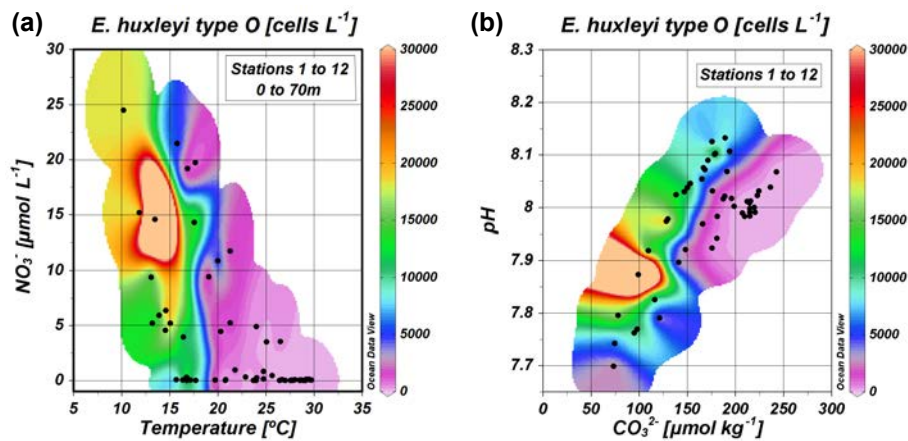 (a)
E. huxleyi type O [cells L⁻¹]
Stations 1 to 12
0 to 70m
NO₃⁻ [µmol L⁻¹]
30
25
20
15
10
5
0
5 10 15 20 25 30 35
Temperature [ºC]
Ocean Data View
30000
25000
20000
15000
10000
5000
0
(b)
E. huxleyi type O [cells L⁻¹]
Stations 1 to 12
pH
8.3
8.2
8.1
8
7.9
7.8
7.7
0 50 100 150 200 250 300
CO₃²⁻ [µmol kg⁻¹]
Ocean Data View
30000
25000
20000
15000
10000
5000
0